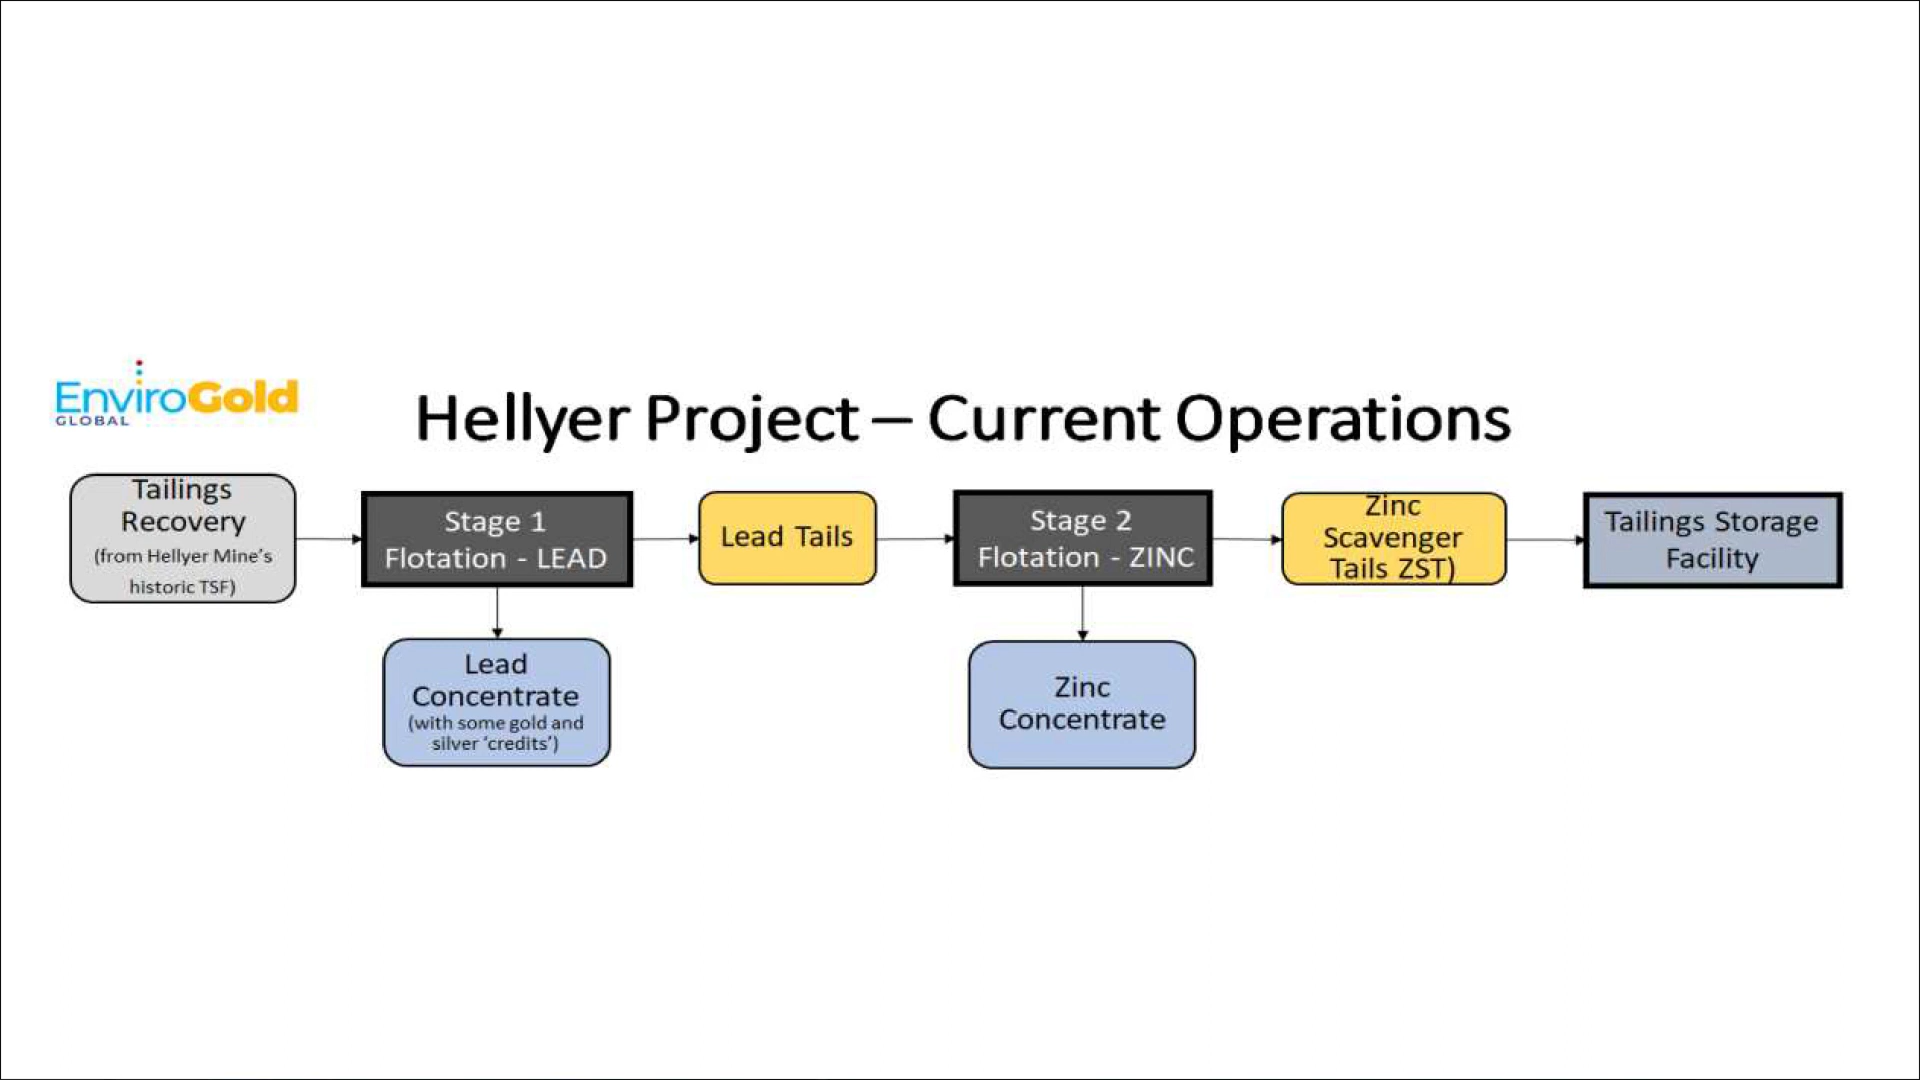 EnviroGold
GLOBAL
Hellyer Project – Current Operations
Tailings
Recovery
(from Hellyer Mine's
historic TSF)
Stage 1
Flotation - LEAD
Lead Tails
Stage 2
Flotation - ZINC
Zinc
Scavenger
Tails ZST)
Tailings Storage
Facility
Lead
Concentrate
(with some gold and
silver 'credits')
Zinc
Concentrate